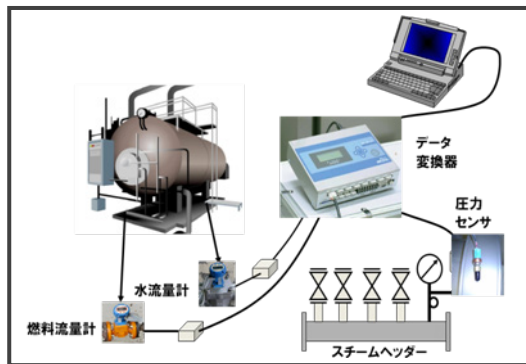 データ
変換器
圧力
センサ
水流量計
燃料流量計
スチームヘッダー